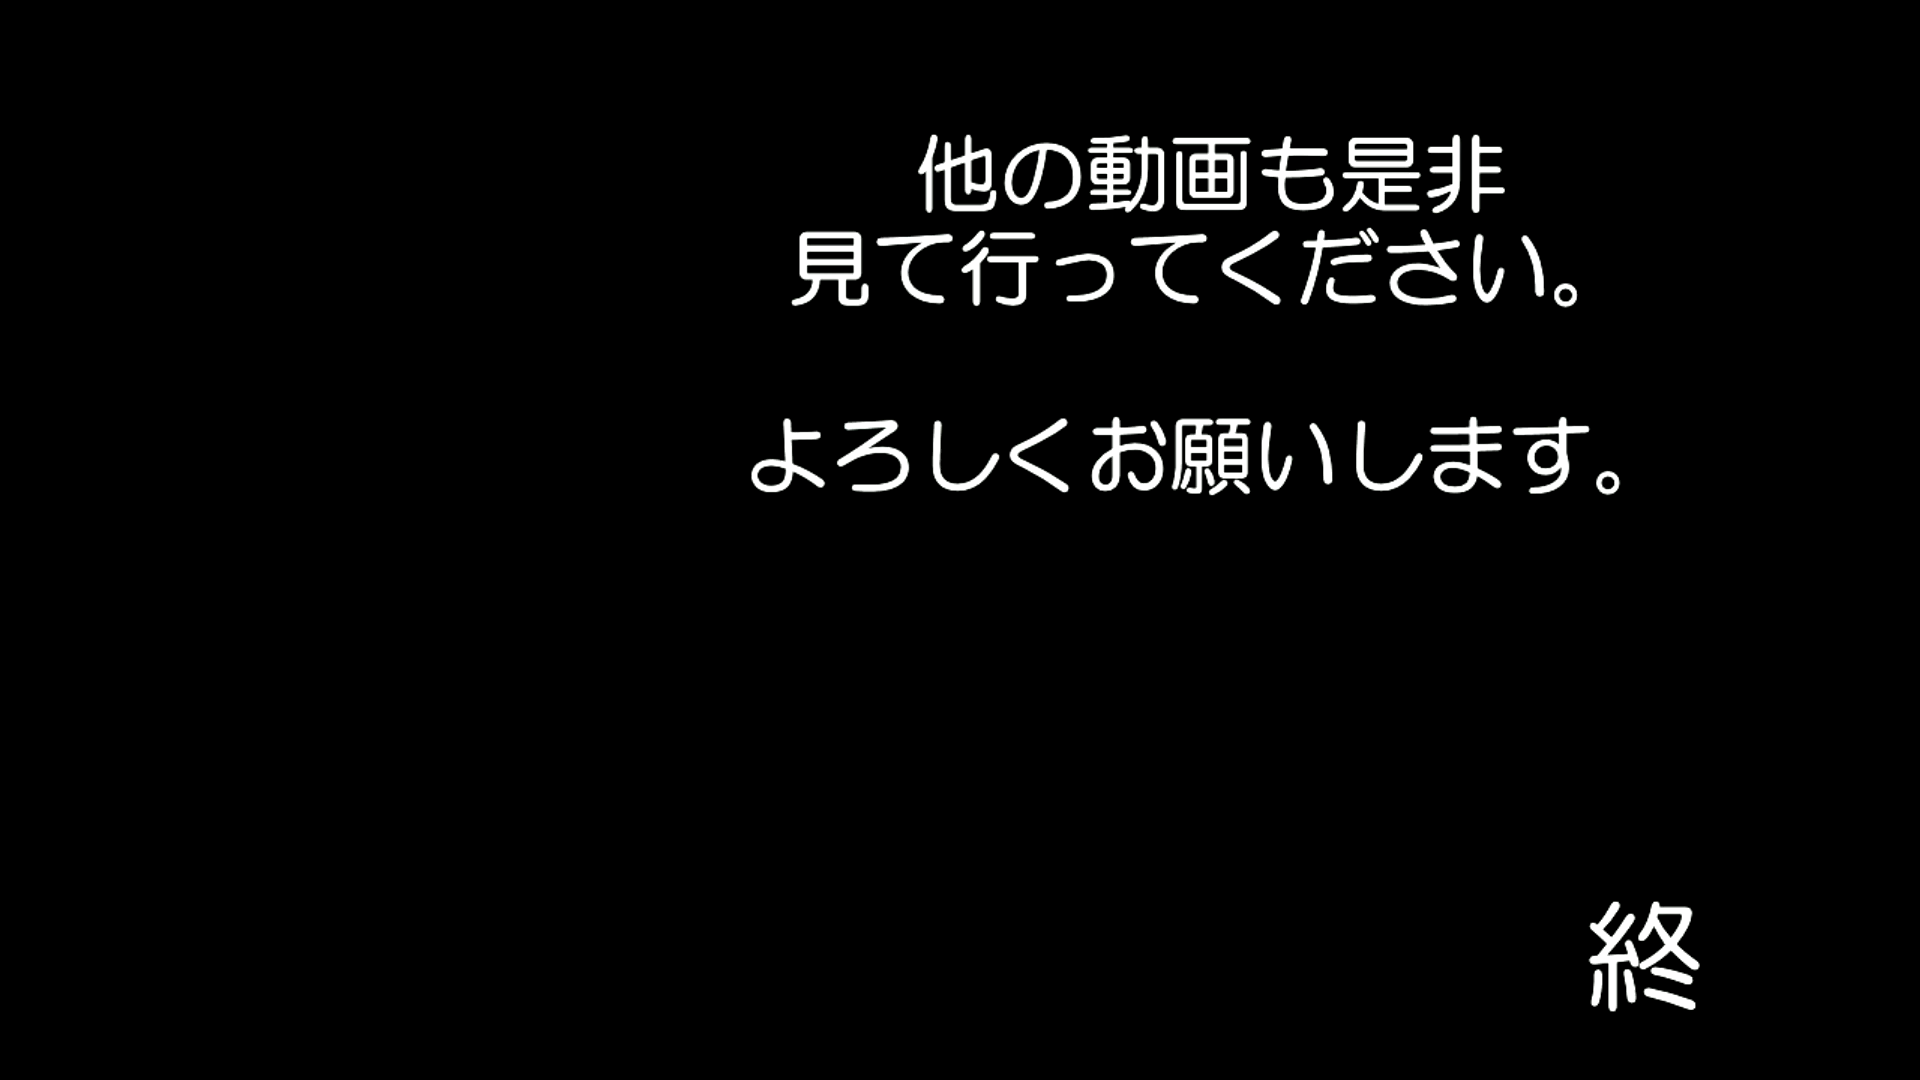 他の動画も是非
見て行ってください。
よろしくお願いします。
終